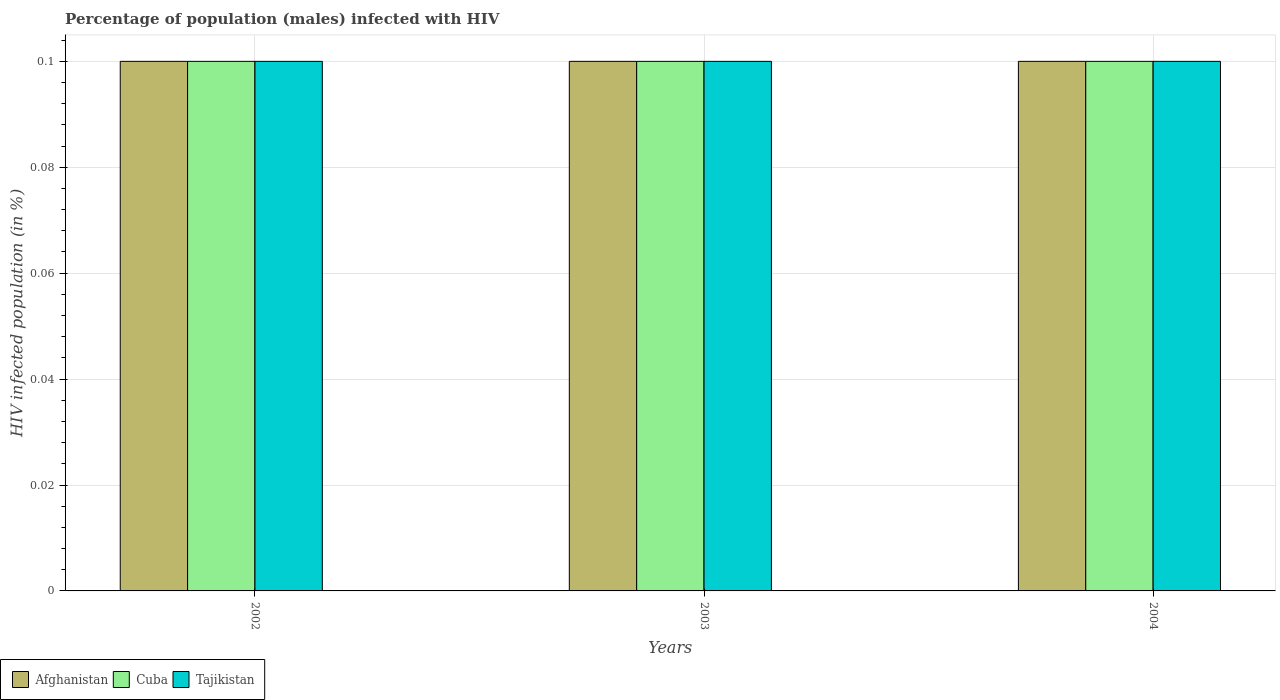 Percentage of population (males) infected with HIV
HIV infected population (in %)
0.1
0.08
0.06
0.04
0.02
0
2002
2003
2004
Years
Afghanistan
Cuba
Tajikistan